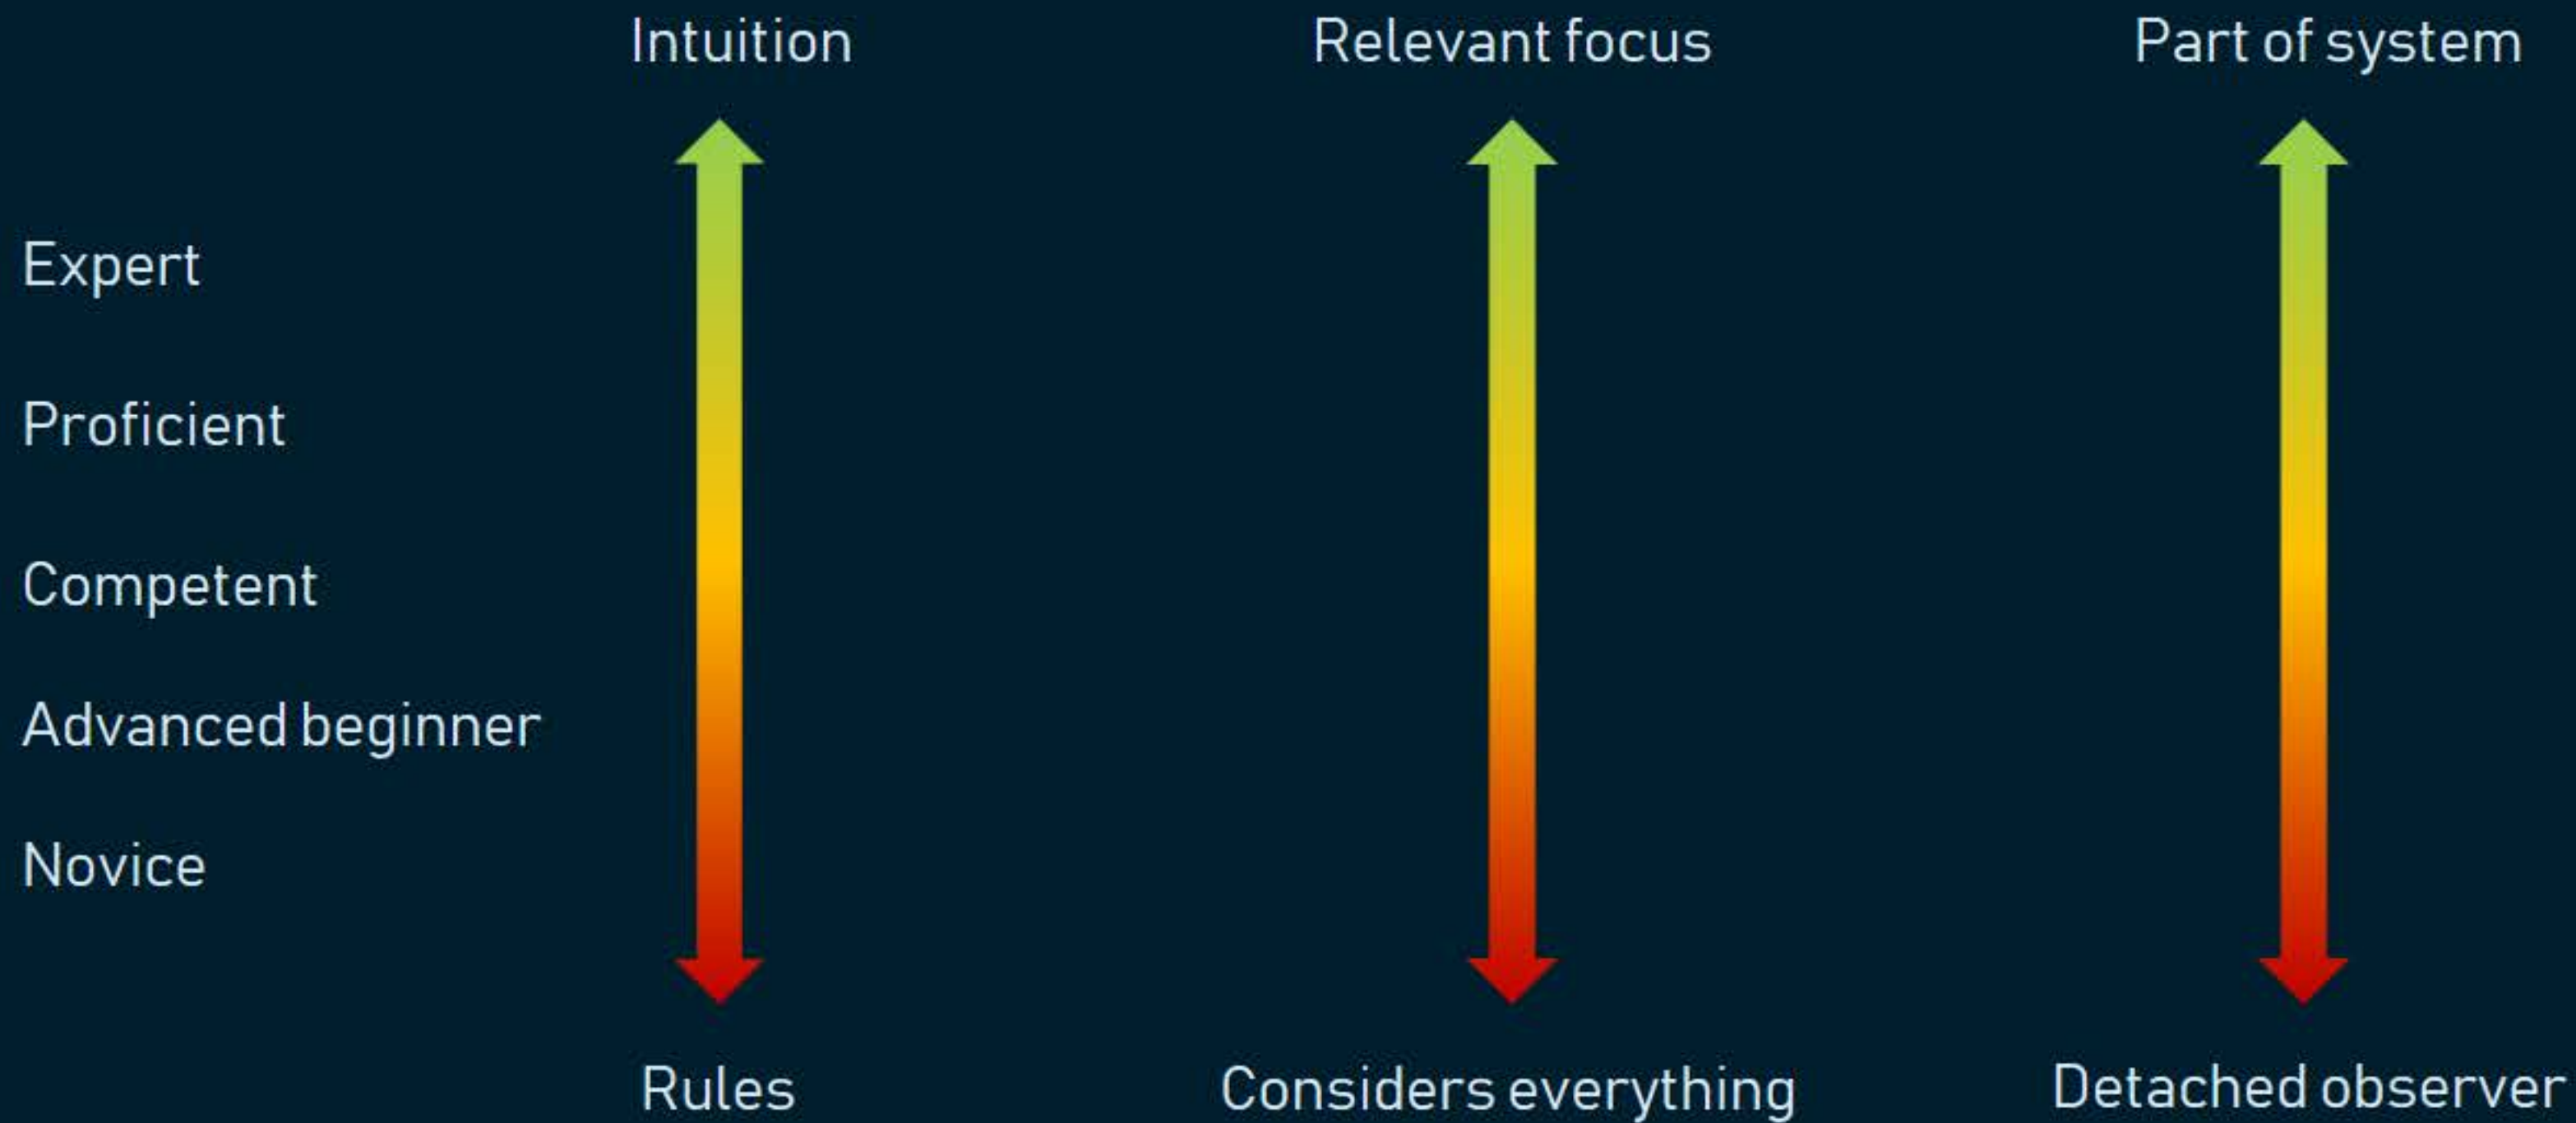 Intuition
Relevant focus
Part of system
Expert
Proficient
Competent
Advanced beginner
Novice
Rules
Considers everything
Detached observer